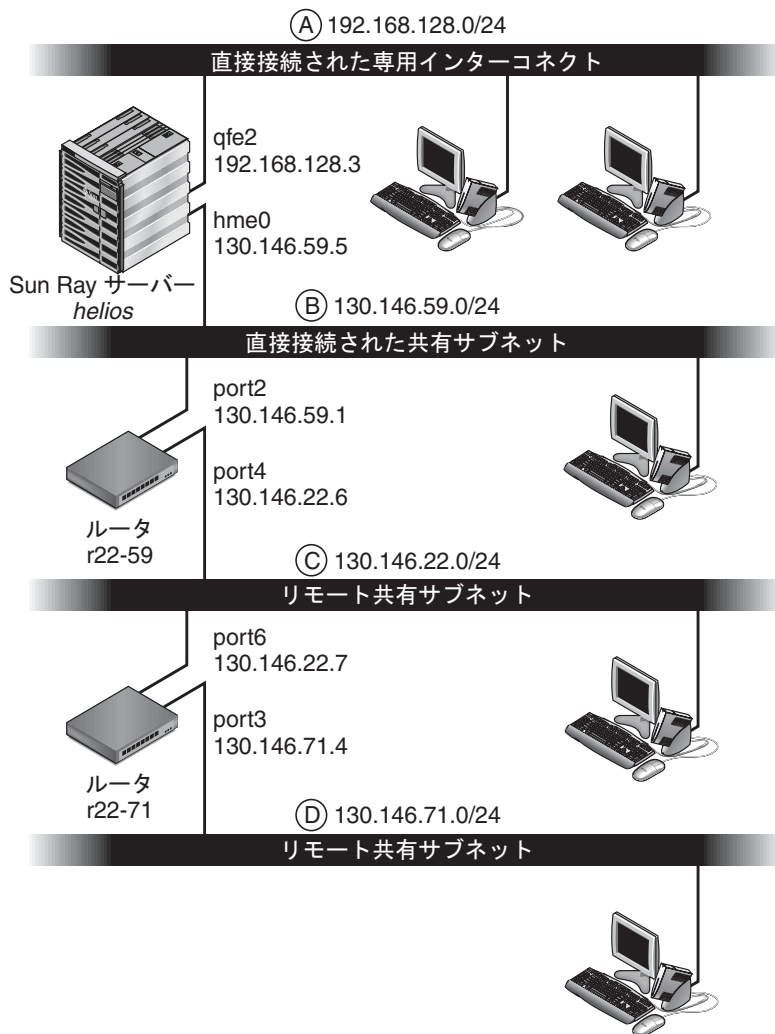 A 192.168.128.0/24
直接接続された専用インターコネクト
qfe2
192.168.128.3
hme0
130.146.59.5
Sun Ray サーバー
helios
B 130.146.59.0/24
直接接続された共有サブネット
port2
130.146.59.1
port4
130.146.22.6
ルータ
r22-59
C 130.146.22.0/24
リモート共有サブネット
port6
130.146.22.7
port3
130.146.71.4
ルータ
r22-71
D 130.146.71.0/24
リモート共有サブネット